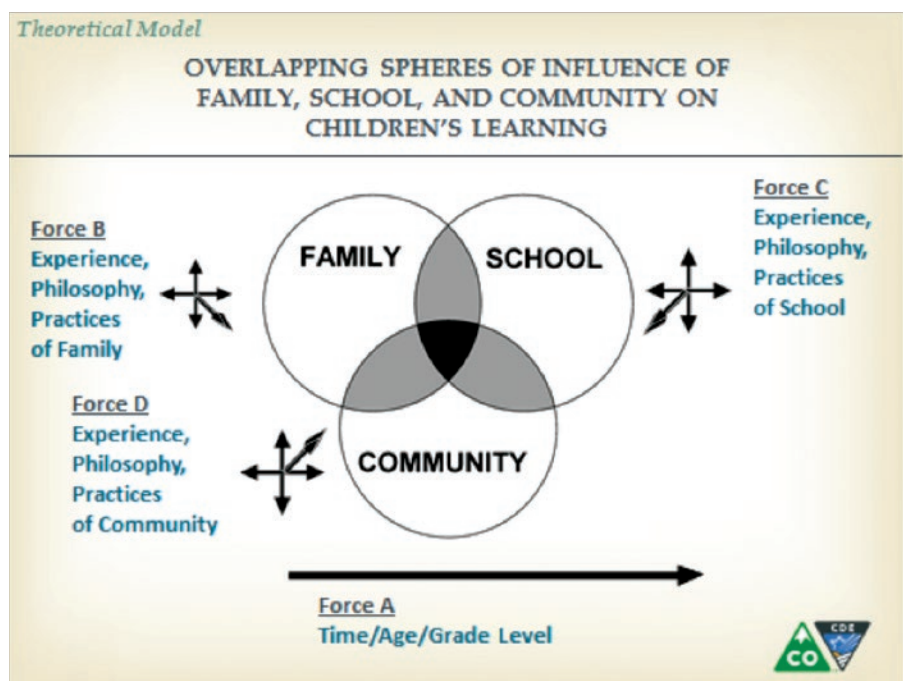 Theoretical Model
OVERLAPPING SPHERES OF INFLUENCE OF
FAMILY, SCHOOL, AND COMMUNITY ON
CHILDREN'S LEARNING
Force B
Experience,
Philosophy,
Practices
of Family
FAMILY
SCHOOL
Force C
Experience,
Philosophy,
Practices
of School
Force D
Experience,
Philosophy,
Practices
of Community
COMMUNITY
Force A
Time/Age/Grade Level
CO
CDE